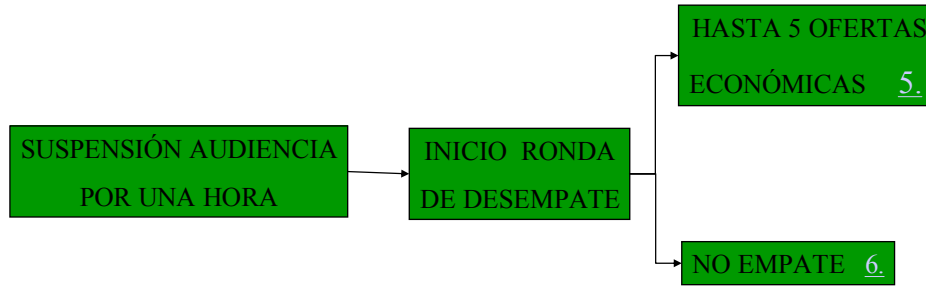 SUSPENSIÓN AUDIENCIA
POR UNA HORA
INICIO RONDA
DE DESEMPATE
HASTA 5 OFERTAS
ECONÓMICAS 5.
NO EMPATE 6.